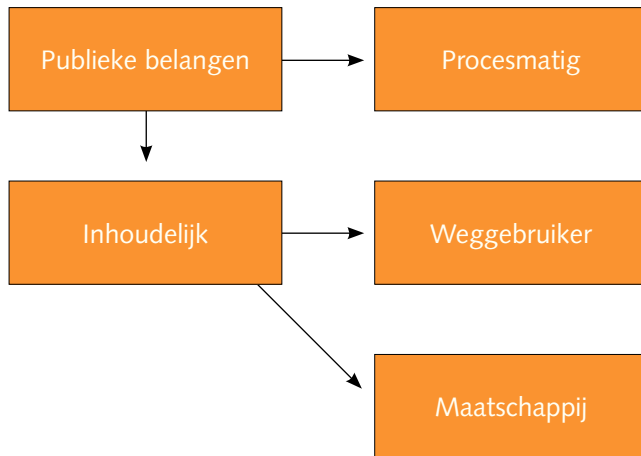 Publieke belangen
Procesmatig
Inhoudelijk
Weggebruiker
Maatschappij